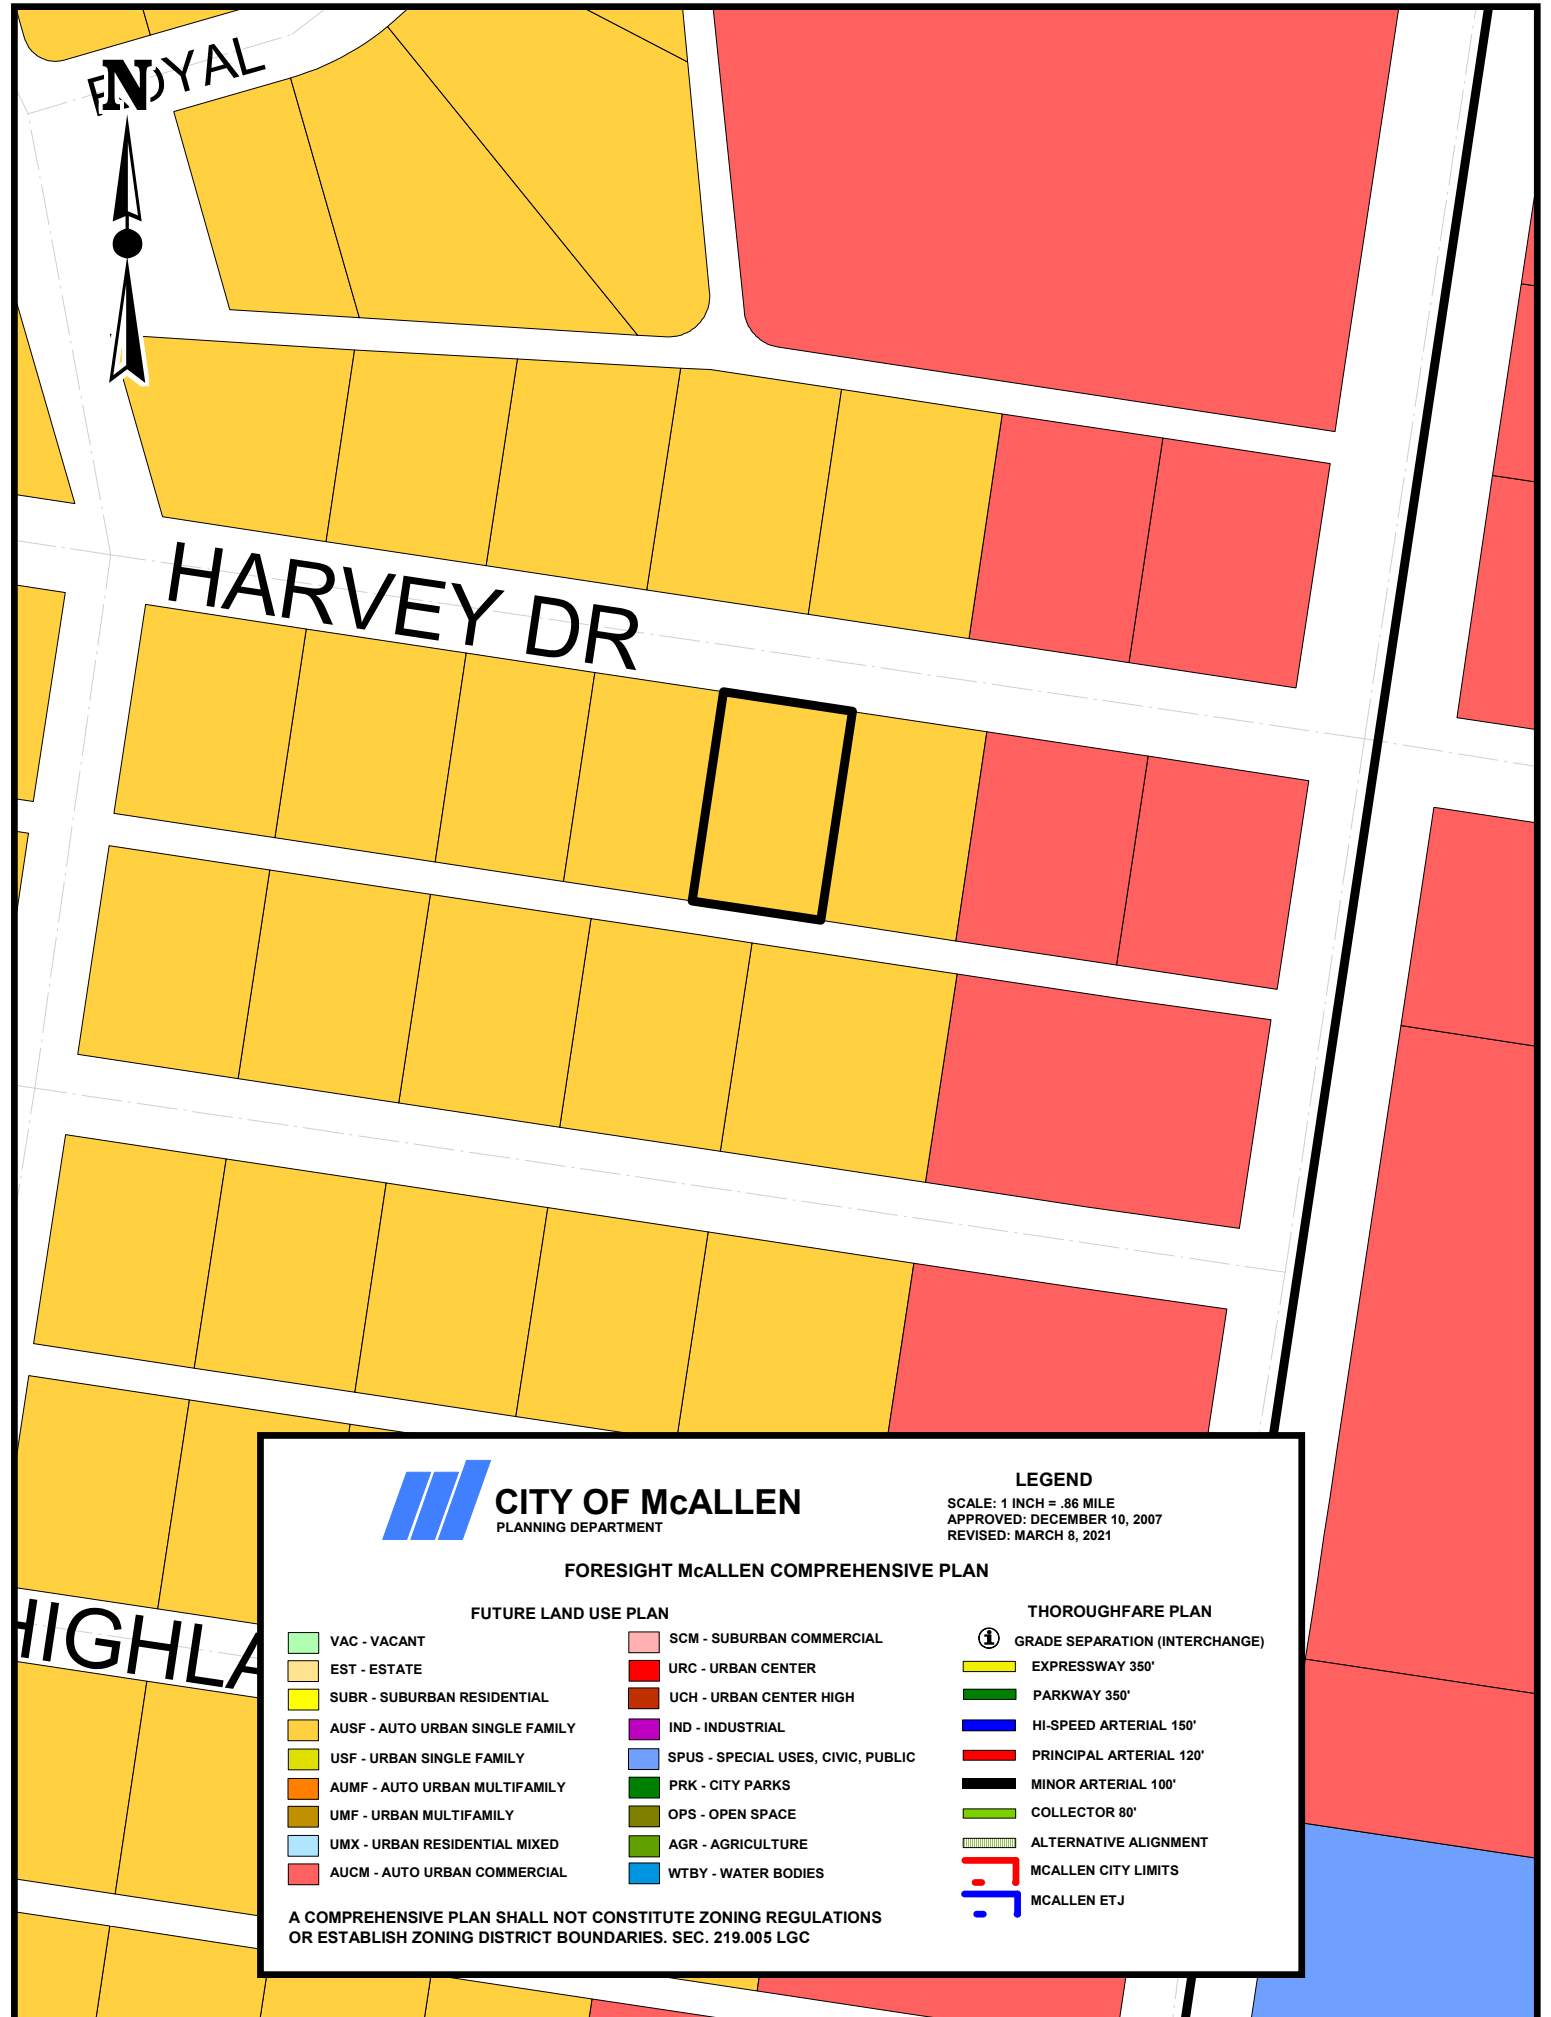 ROYAL
N
HARVEY DR
CITY OF McALLEN
PLANNING DEPARTMENT
LEGEND
SCALE: 1 INCH = .86 MILE
APPROVED: DECEMBER 10, 2007
REVISED: MARCH 8, 2021
FORESIGHT McALLEN COMPREHENSIVE PLAN
FUTURE LAND USE PLAN
VAC - VACANT
EST - ESTATE
SUBR - SUBURBAN RESIDENTIAL
AUSF - AUTO URBAN SINGLE FAMILY
USF - URBAN SINGLE FAMILY
AUMF - AUTO URBAN MULTIFAMILY
UMF - URBAN MULTIFAMILY
UMX - URBAN RESIDENTIAL MIXED
AUCM - AUTO URBAN COMMERCIAL
SCM - SUBURBAN COMMERCIAL
URC - URBAN CENTER
UCH - URBAN CENTER HIGH
IND - INDUSTRIAL
SPUS - SPECIAL USES, CIVIC, PUBLIC
PRK - CITY PARKS
OPS - OPEN SPACE
AGR - AGRICULTURE
WTBY - WATER BODIES
THOROUGHFARE PLAN
GRADE SEPARATION (INTERCHANGE)
EXPRESSWAY 350'
PARKWAY 350'
HI-SPEED ARTERIAL 150'
PRINCIPAL ARTERIAL 120'
MINOR ARTERIAL 100'
COLLECTOR 80'
ALTERNATIVE ALIGNMENT
MCALLEN CITY LIMITS
MCALLEN ETJ
A COMPREHENSIVE PLAN SHALL NOT CONSTITUTE ZONING REGULATIONS
OR ESTABLISH ZONING DISTRICT BOUNDARIES. SEC. 219.005 LGC
HIGHLA